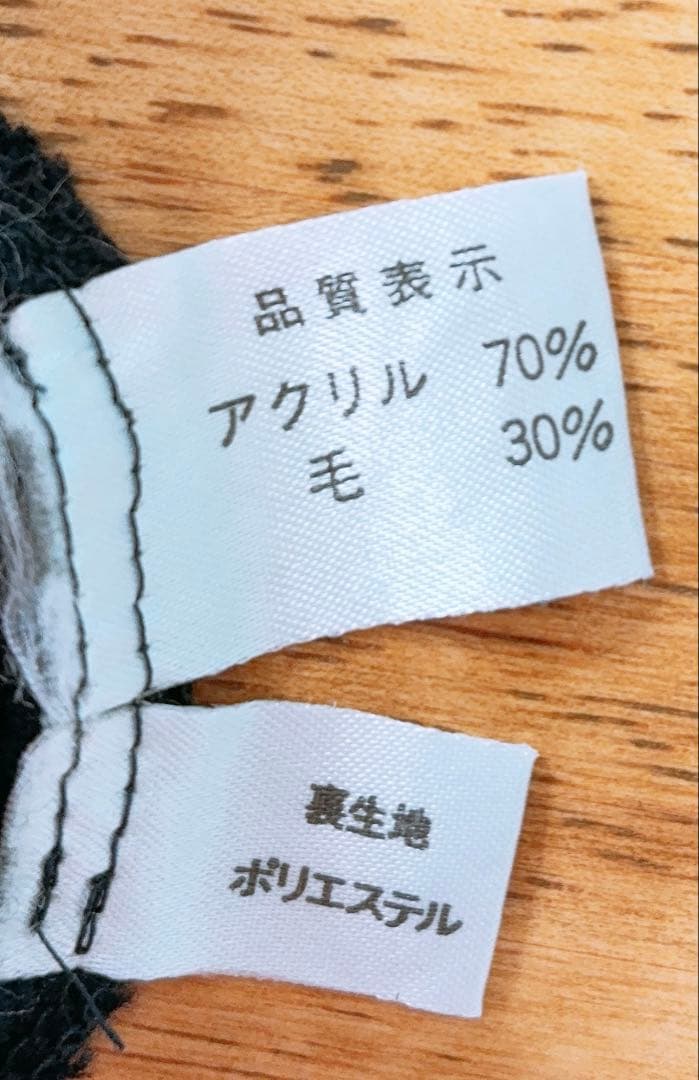 品質表示
アクリル 70%
毛 30%
裏生地
ポリエステル